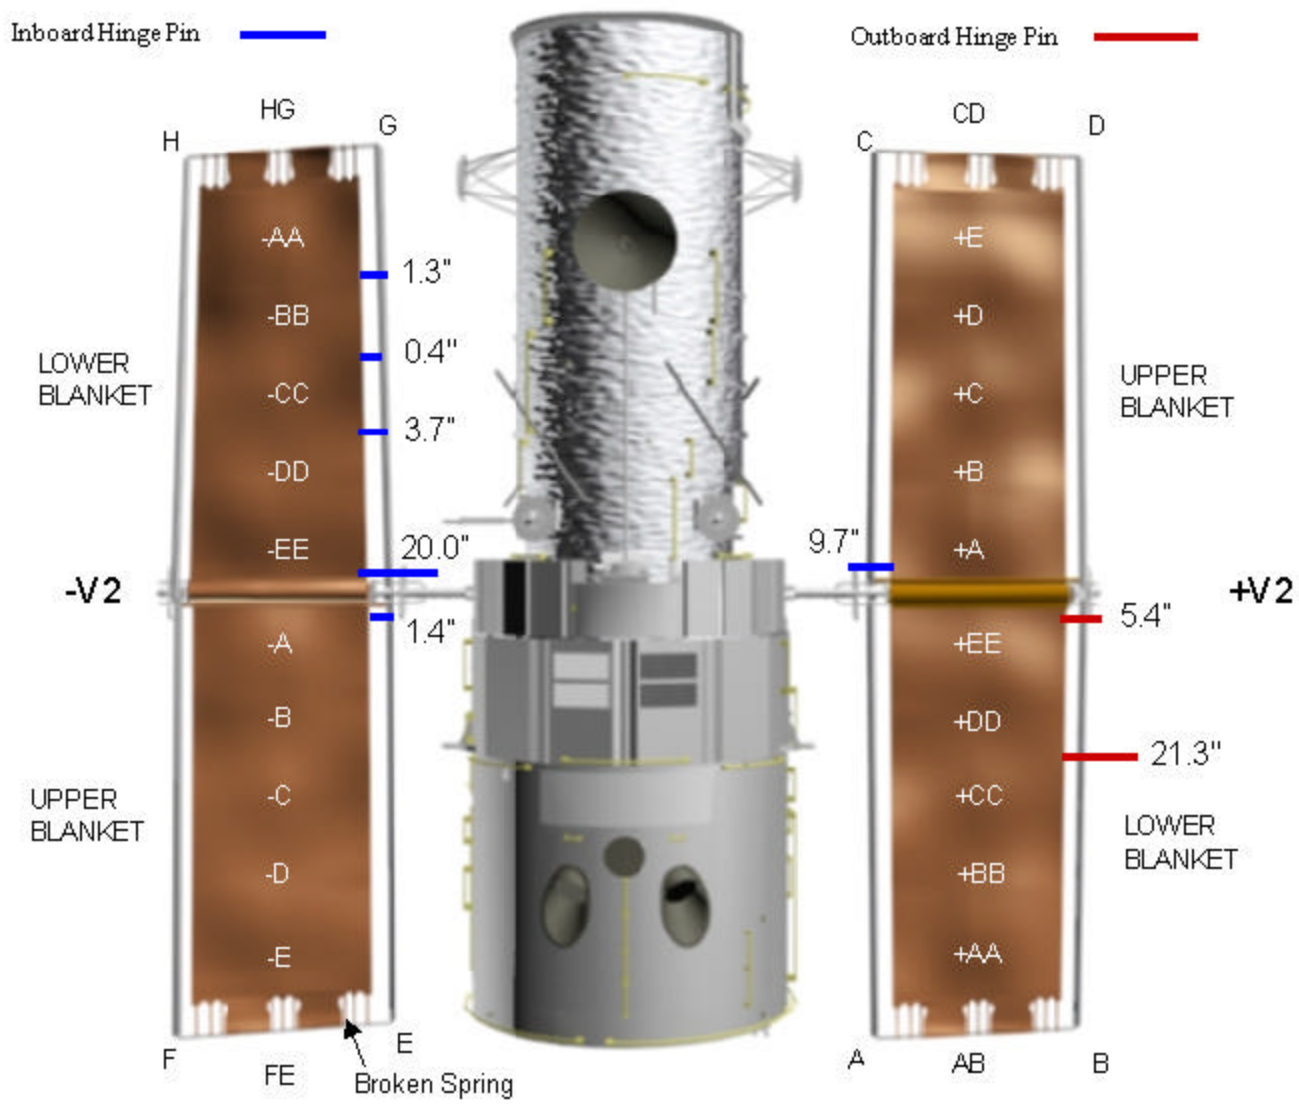 Inboard Hinge Pin
Outboard Hinge Pin
HG
H
G
CD
C
D
-AA
1.3"
-BB
0.4"
LOWER
BLANKET
-CC
3.7"
-DD
-EE
20.0"
-V2
1.4"
-A
-B
UPPER
BLANKET
-C
-D
-E
F
FE
E
Broken Spring
+E
+D
UPPER
BLANKET
+C
+B
9.7"
+A
+V2
5.4"
+EE
+DD
21.3"
+CC
LOWER
BLANKET
+BB
+AA
A
AB
B